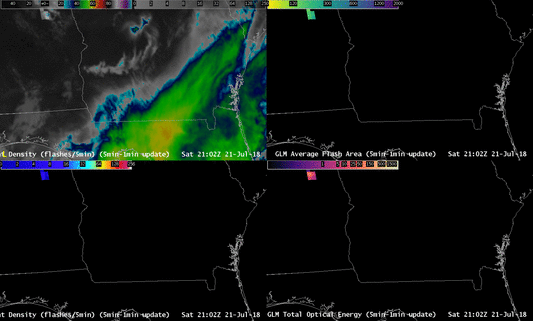 t Density (flashes/5min) (5min-1min update) Sat 21:02Z 21-Jul-18
GLM Average Flash Area (5min-1min update) Sat 21:02Z 21-Jul-18
t Density (flashes/5min) (5min-1min update) Sat 21:02Z 21-Jul-18
GLM Total Optical Energy (5min-1min update) Sat 21:02Z 21-Jul-18